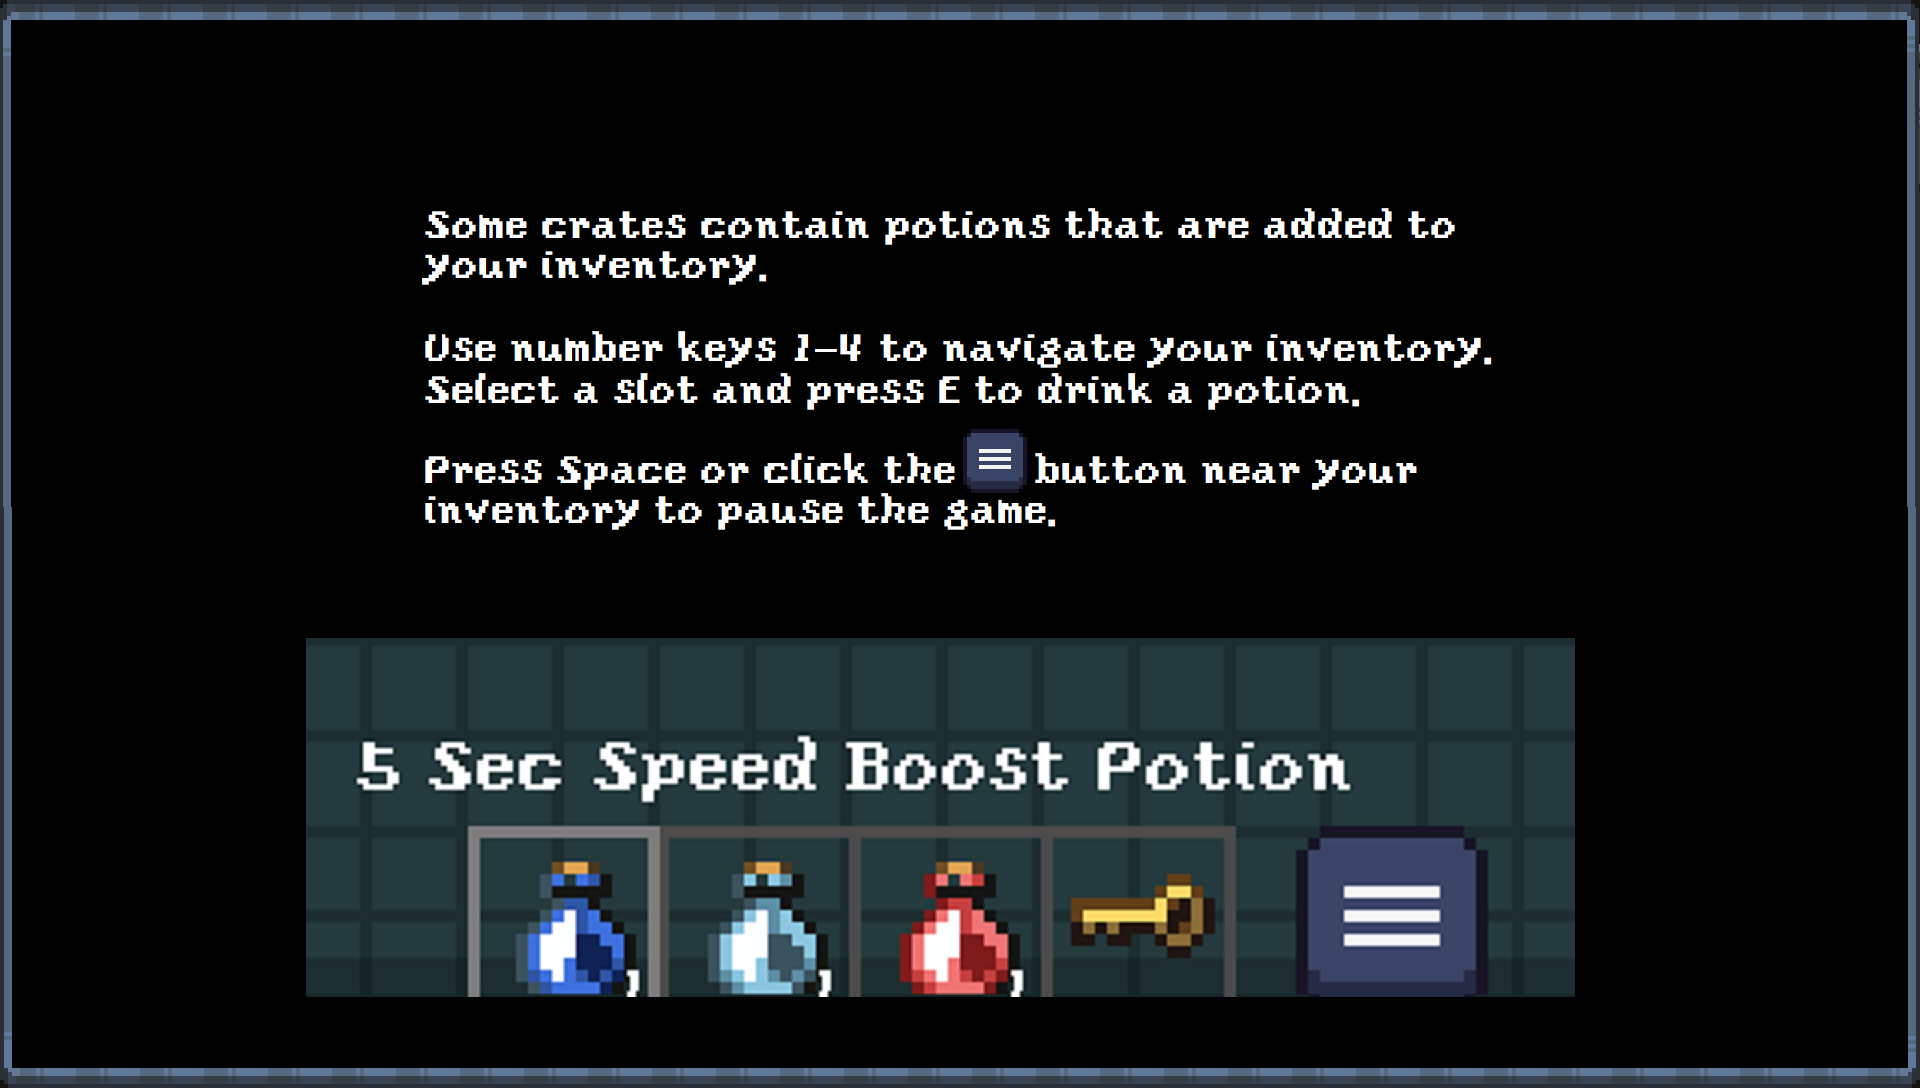 Some crates contain potions that are added to
your inventory.
Use number keys 1-4 to navigate your inventory.
Select a slot and press E to drink a potion.
Press Space or click the button near your
inventory to pause the game.
5 Sec Speed Boost Potion